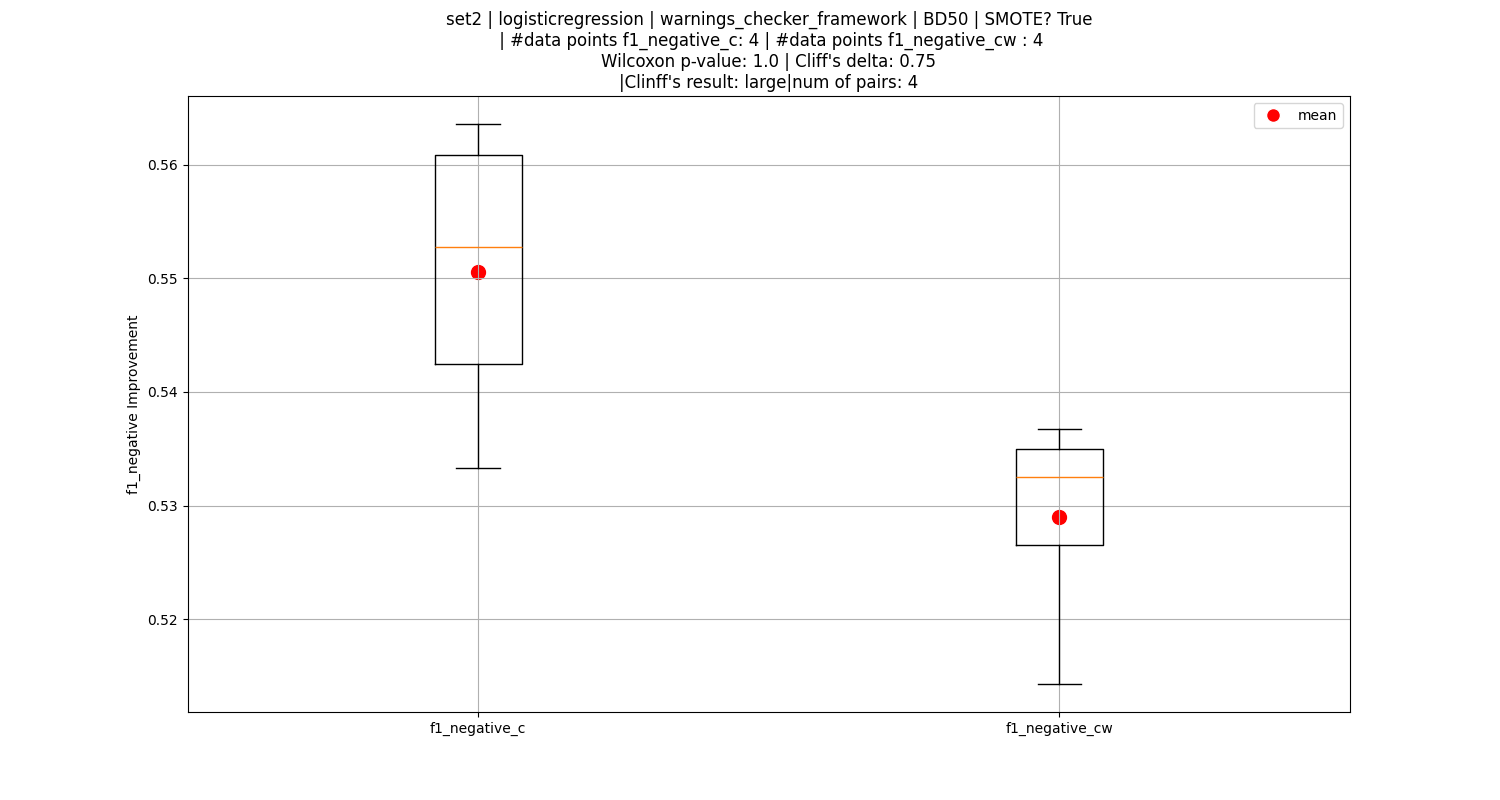 set2 | logisticregression | warnings_checker_framework | BD50 | SMOTE? True
| #data points f1_negative_c: 4 | #data points f1_negative_cw : 4
Wilcoxon p-value: 1.0 | Cliff's delta: 0.75
|Clinff's result: large|num of pairs: 4
mean
0.56
0.55
0.54
0.53
0.52
f1_negative Improvement
f1_negative_c
f1_negative_cw